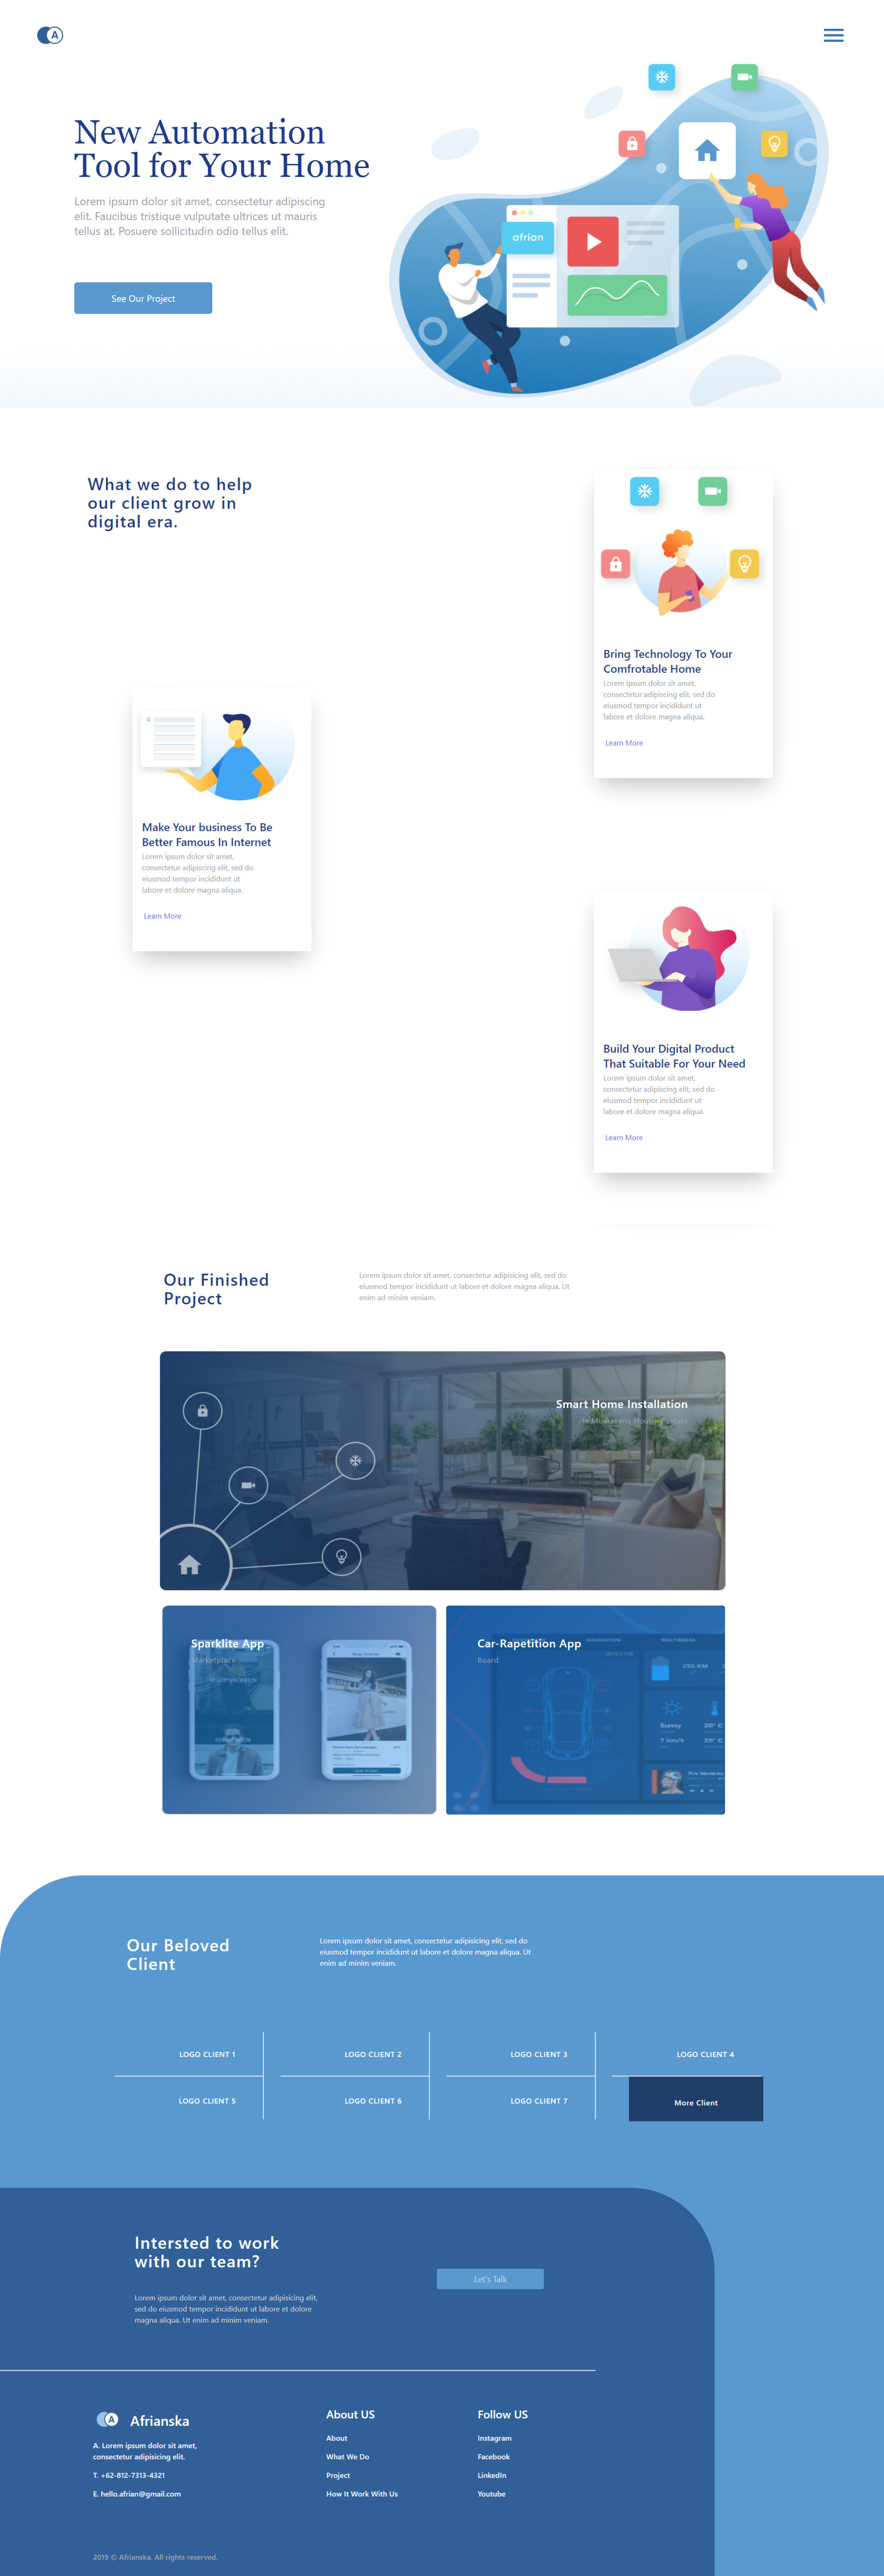 A
New Automation
Tool for Your Home
Lorem ipsum dolor sit amet, consectetur adipiscing
elit. Faucibus tristique vulputate ultrices ut mauris
tellus at. Posuere sollicitudin odio tellus elit.
See Our Project
afrian
What we do to help
our client grow in
digital era.
Bring Technology To Your
Comfrotable Home
Lorem ipsum dolor sit amet,
consectetur adipiscing elit, sed do
eiusmod tempor incididunt ut
labore et dolore magna aliqua.
Learn More
Make Your business To Be
Better Famous In Internet
Lorem ipsum dolor sit amet,
consectetur adipiscing elit, sed do
eiusmod tempor incididunt ut
labore et dolore magna aliqua.
Learn More
Build Your Digital Product
That Suitable For Your Need
Lorem ipsum dolor sit amet,
consectetur adipiscing elit, sed do
eiusmod tempor incididunt ut
labore et dolore magna aliqua.
Learn More
Our Finished
Project
Lorem ipsum dolor sit amet, consectetur adipisicing elit, sed do
eiusmod tempor incididunt ut labore et dolore magna aliqua. Ut
enim ad minim veniam.
Smart Home Installation
Sparklite App
Marketplace
Car-Rapetition App
Board
NAVIGATION
MULTIMEDIA
DETECTOR
255 KM
Sunny
20° C
7 km/h
25° C
Our Beloved
Client
Lorem ipsum dolor sit amet, consectetur adipisicing elit, sed do
eiusmod tempor incididunt ut labore et dolore magna aliqua. Ut
enim ad minim veniam.
LOGO CLIENT 1
LOGO CLIENT 2
LOGO CLIENT 3
LOGO CLIENT 4
LOGO CLIENT 5
LOGO CLIENT 6
LOGO CLIENT 7
More Client
Intersted to work
with our team?
Lorem ipsum dolor sit amet, consectetur adipisicing elit,
sed do eiusmod tempor incididunt ut labore et dolore
magna aliqua. Ut enim ad minim veniam.
Let's Talk
A
Afrianska
A. Lorem ipsum dolor sit amet,
consectetur adipisicing elit.
T. +62-812-7313-4321
E. hello.afrian@gmail.com
About US
About
What We Do
Project
How It Work With Us
Follow US
Instagram
Facebook
LinkedIn
Youtube
2019 © Afrianska. All rights reserved.